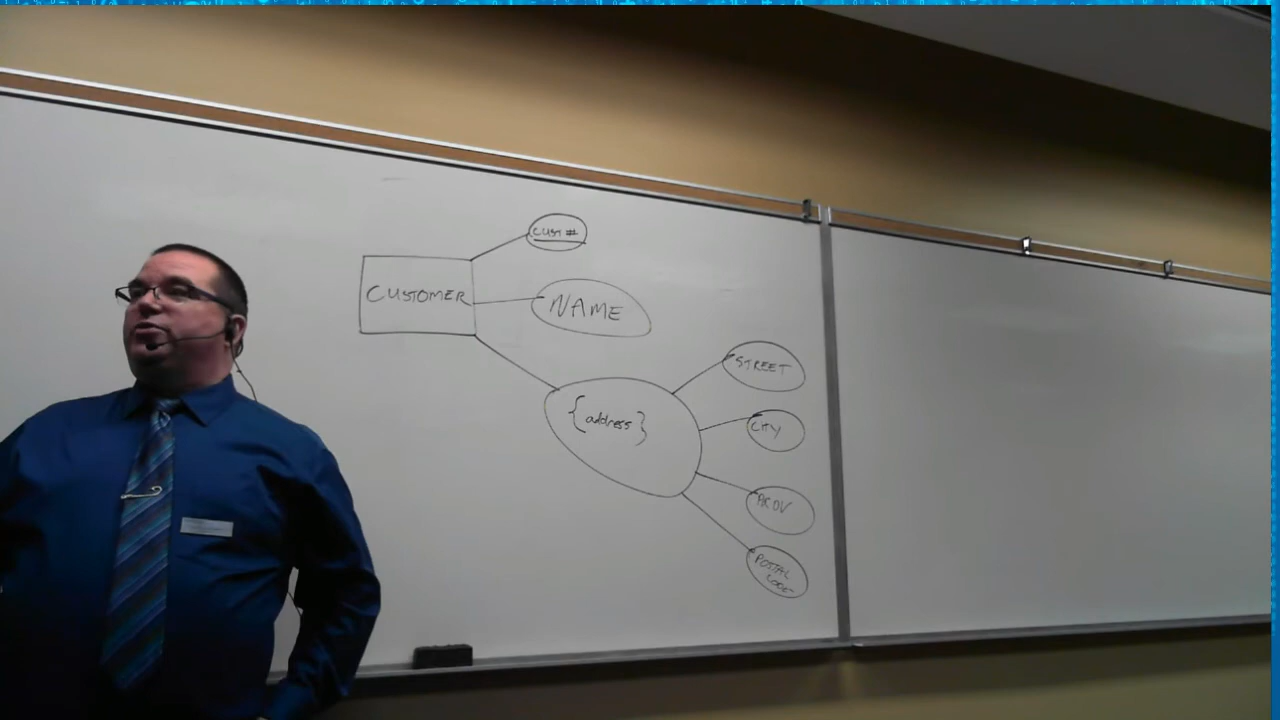 CUST #
CUSTOMER
NAME
{address}
STREET
CITY
PROV
POSTAL
CODE